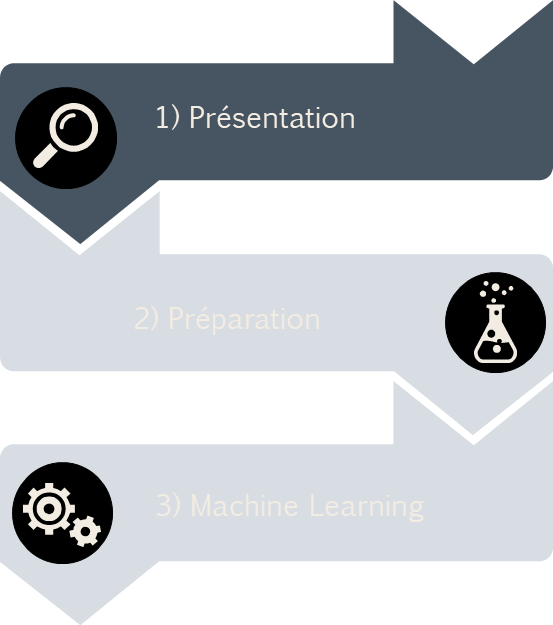 1) Présentation
2) Préparation
3) Machine Learning